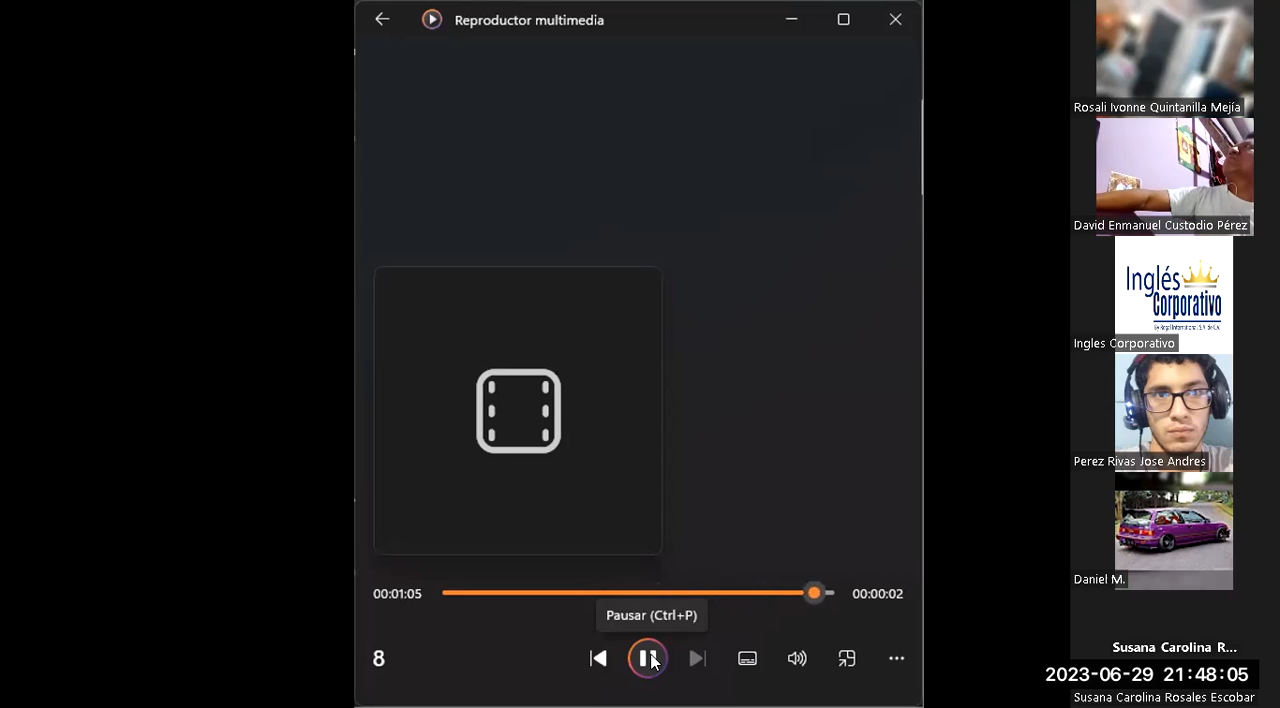 Reproductor multimedia
00:01:05
00:00:02
Pausar (Ctrl+P)
8
Rosali Ivonne Quintanilla Mejía
David Enmanuel Custodio Pérez
Inglés
Corporativo
Ingles Corporativo
Perez Rivas Jose Andres
Daniel M.
Susana Carolina R...
2023-06-29 21:48:05
Susana Carolina Rosales Escobar